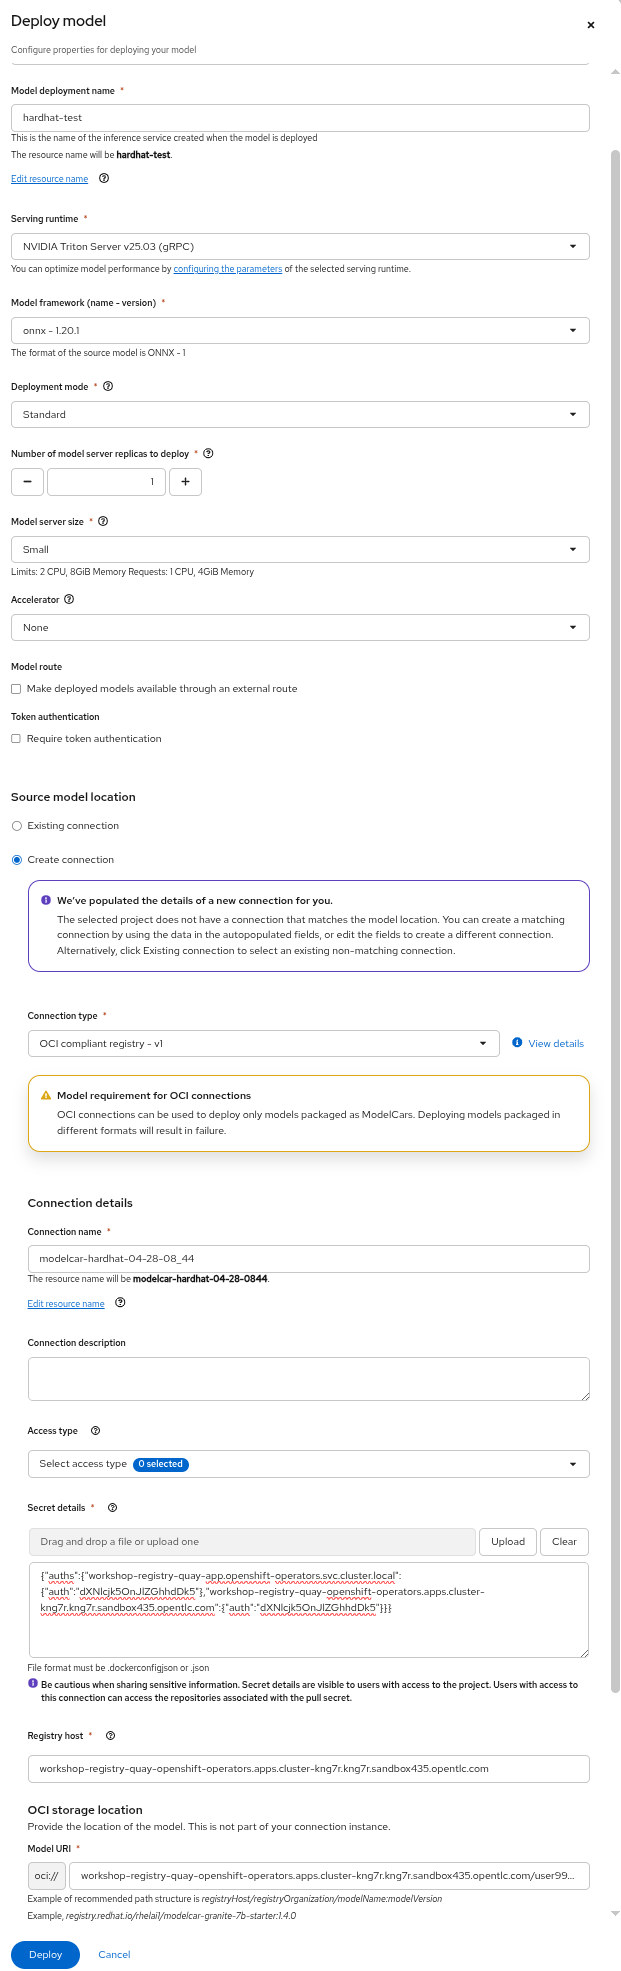 Deploy model
Configure properties for deploying your model
Model deployment name *
hardhat-test
This is the name of the inference service created when the model is deployed
The resource name will be hardhat-test.
Edit resource name
Serving runtime *
NVIDIA Triton Server v25.03 (gRPC)
You can optimize model performance by configuring the parameters of the selected serving runtime.
Model framework (name - version) *
onnx - 1.20.1
The format of the source model is ONNX - 1
Deployment mode *
Standard
Number of model server replicas to deploy *
1
Model server size *
Small
Limits: 2 CPU, 8GiB Memory Requests: 1 CPU, 4GiB Memory
Accelerator
None
Model route
Make deployed models available through an external route
Token authentication
Require token authentication
Source model location
Existing connection
Create connection
We've populated the details of a new connection for you.
The selected project does not have a connection that matches the model location. You can create a matching
connection by using the data in the autopopulated fields, or edit the fields to create a different connection.
Alternatively, click Existing connection to select an existing non-matching connection.
Connection type *
OCI compliant registry - v1
View details
Model requirement for OCI connections
OCI connections can be used to deploy only models packaged as ModelCars. Deploying models packaged in
different formats will result in failure.
Connection details
Connection name *
modelcar-hardhat-04-28-08_44
The resource name will be modelcar-hardhat-04-28-0844.
Edit resource name
Connection description
Access type
Select access type 0 selected
Secret details *
Drag and drop a file or upload one
Upload
Clear
{"auths":{"workshop-registry-quay-app.openshift-operators.svc.cluster.local":
{"auth":"dXNlcjk5OnJlZGhhdDk5"},"workshop-registry-quay-openshift-operators.apps.cluster-
kng7r.kng7r.sandbox435.opentlc.com":{"auth":"dXNlcjk5OnJlZGhhdDk5"}}}
File format must be .dockerconfigjson or .json
Be cautious when sharing sensitive information. Secret details are visible to users with access to the project. Users with access to
this connection can access the repositories associated with the pull secret.
Registry host *
workshop-registry-quay-openshift-operators.apps.cluster-kng7r.kng7r.sandbox435.opentlc.com
OCI storage location
Provide the location of the model. This is not part of your connection instance.
Model URI *
oci://
workshop-registry-quay-openshift-operators.apps.cluster-kng7r.kng7r.sandbox435.opentlc.com/user99...
Example of recommended path structure is registryHost/registryOrganization/modelName:modelVersion
Example, registry.redhat.io/rhelai1/modelcar-granite-7b-starter:1.4.0
Deploy
Cancel